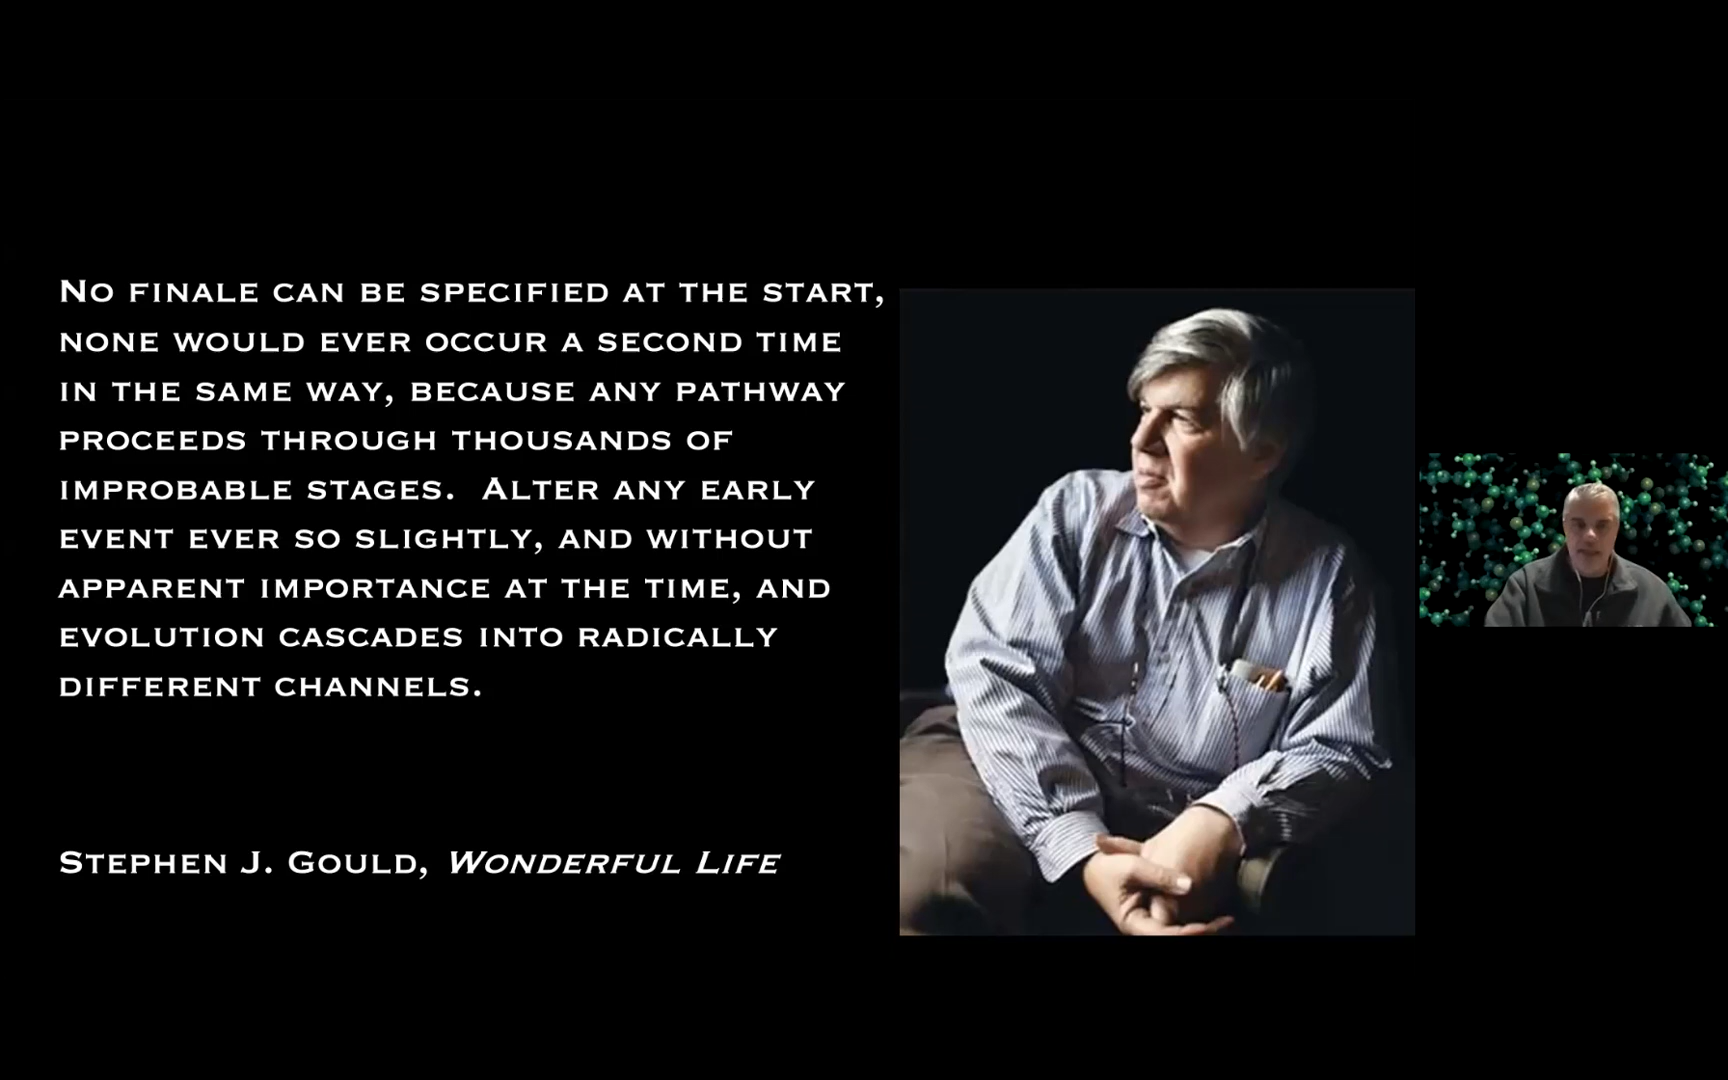 No finale can be specified at the start,
none would ever occur a second time
in the same way, because any pathway
proceeds through thousands of
improbable stages.  Alter any early
event ever so slightly, and without
apparent importance at the time, and
evolution cascades into radically
different channels.
Stephen J. Gould, Wonderful Life